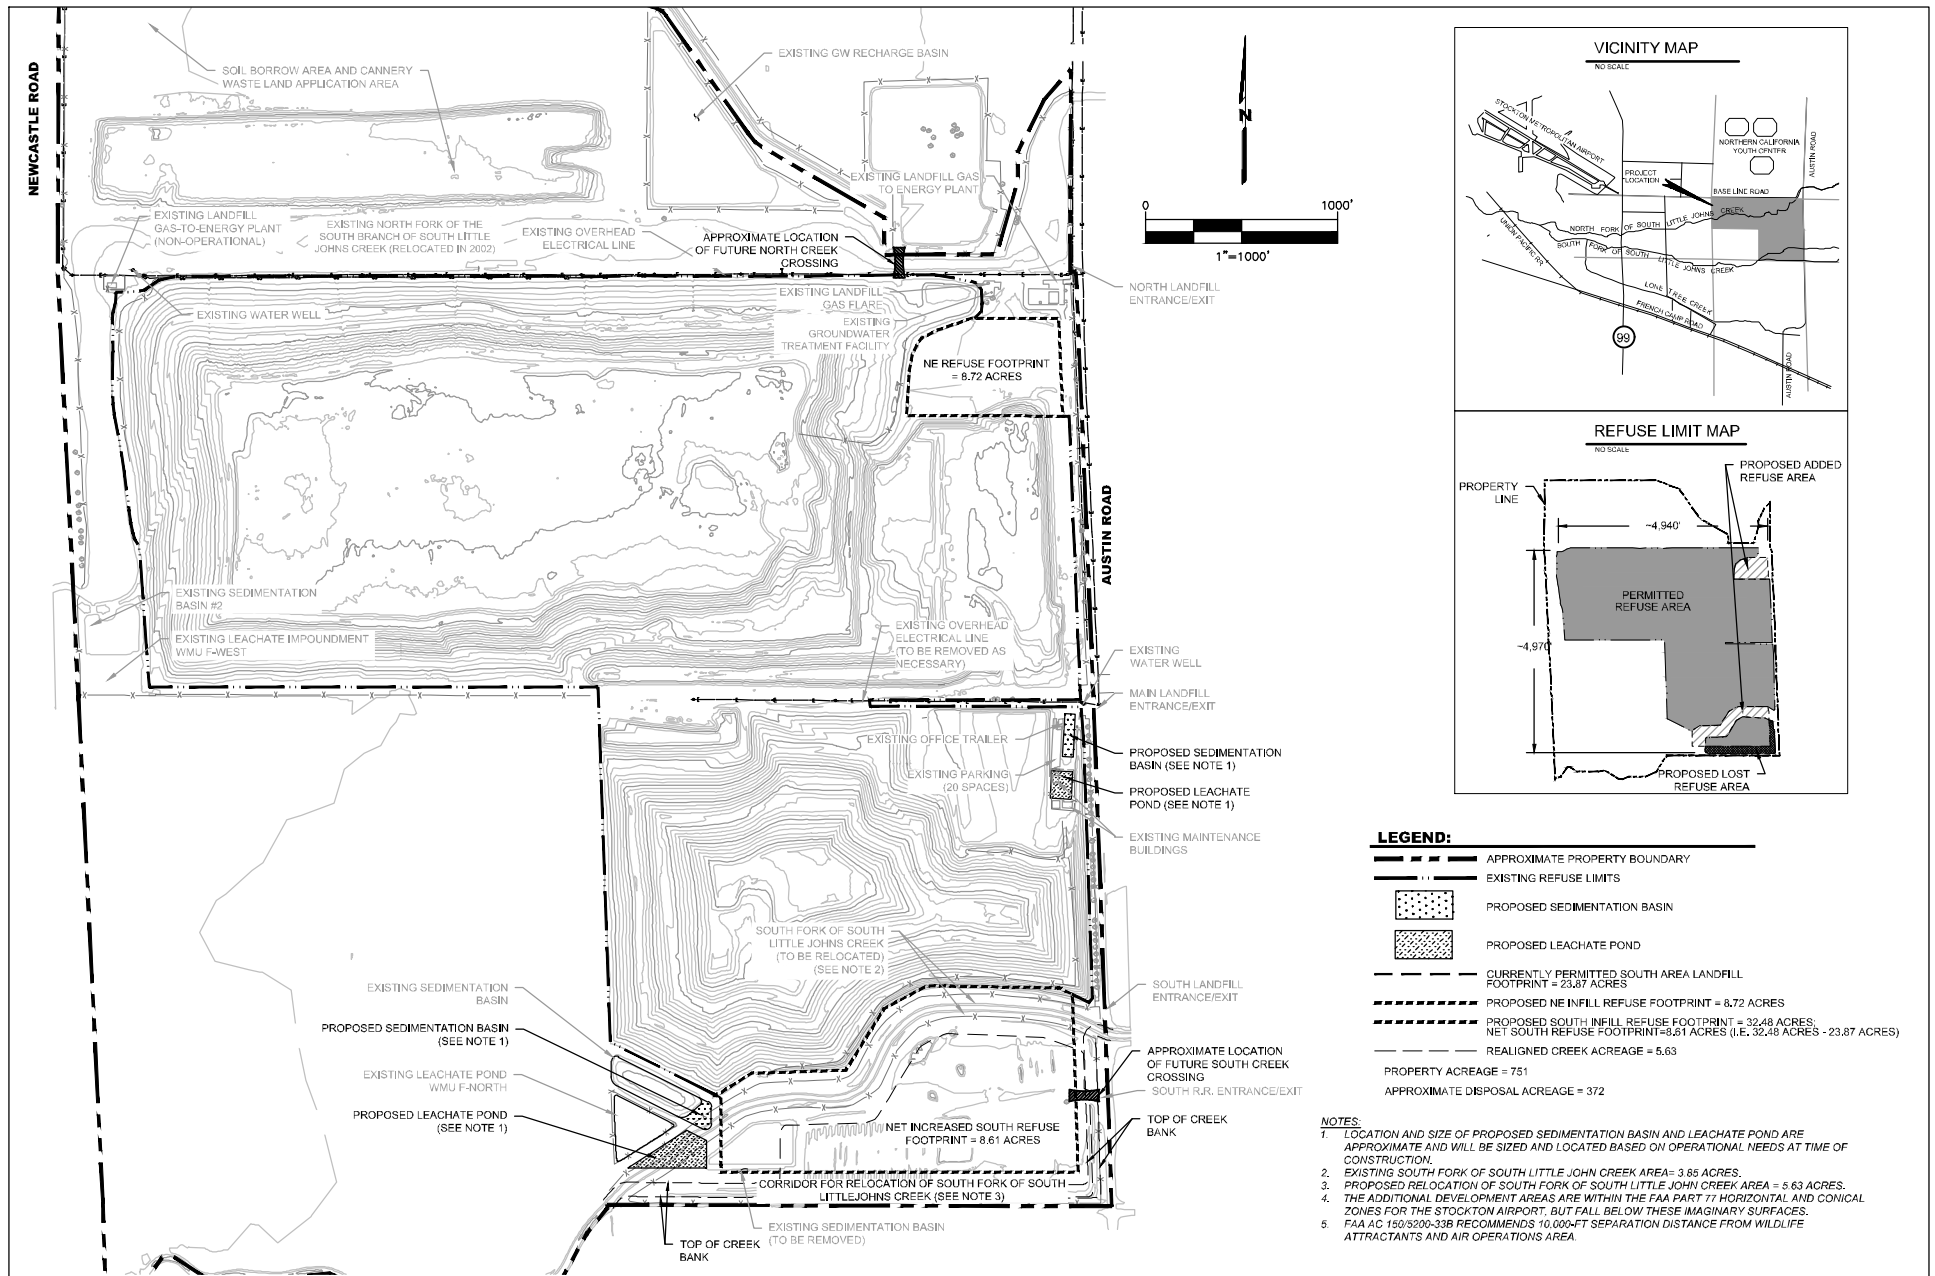 NEWCASTLE ROAD
SOIL BORROW AREA AND CANNERY
WASTE LAND APPLICATION AREA
EXISTING GW RECHARGE BASIN
EXISTING LANDFILL GAS
TO ENERGY PLANT
EXISTING LANDFILL
GAS-TO-ENERGY PLANT
(NON-OPERATIONAL)
EXISTING NORTH FORK OF THE
SOUTH BRANCH OF SOUTH LITTLE
JOHNS CREEK (RELOCATED IN 2002)
EXISTING OVERHEAD
ELECTRICAL LINE
APPROXIMATE LOCATION
OF FUTURE NORTH CREEK
CROSSING
N
0
1000'
1"=1000'
EXISTING WATER WELL
EXISTING LANDFILL
GAS FLARE
EXISTING
GROUNDWATER
TREATMENT FACILITY
NORTH LANDFILL
ENTRANCE/EXIT
NE REFUSE FOOTPRINT
= 8.72 ACRES
AUSTIN ROAD
EXISTING SEDIMENTATION
BASIN #2
EXISTING LEACHATE IMPOUNDMENT
WMU F-WEST
EXISTING OVERHEAD
ELECTRICAL LINE
(TO BE REMOVED AS
NECESSARY)
EXISTING
WATER WELL
MAIN LANDFILL
ENTRANCE/EXIT
EXISTING OFFICE TRAILER
PROPOSED SEDIMENTATION
BASIN (SEE NOTE 1)
EXISTING PARKING
(20 SPACES)
PROPOSED LEACHATE
POND (SEE NOTE 1)
EXISTING MAINTENANCE
BUILDINGS
SOUTH FORK OF SOUTH
LITTLE JOHNS CREEK
(TO BE RELOCATED)
(SEE NOTE 2)
SOUTH LANDFILL
ENTRANCE/EXIT
EXISTING SEDIMENTATION
BASIN
PROPOSED SEDIMENTATION BASIN
(SEE NOTE 1)
EXISTING LEACHATE POND
WMU F-NORTH
PROPOSED LEACHATE POND
(SEE NOTE 1)
APPROXIMATE LOCATION
OF FUTURE SOUTH CREEK
CROSSING
SOUTH R.R. ENTRANCE/EXIT
TOP OF CREEK
BANK
NET INCREASED SOUTH REFUSE
FOOTPRINT = 8.61 ACRES
CORRIDOR FOR RELOCATION OF SOUTH FORK OF SOUTH
LITTLEJOHNS CREEK (SEE NOTE 3)
EXISTING SEDIMENTATION BASIN
(TO BE REMOVED)
TOP OF CREEK
BANK
VICINITY MAP
NO SCALE
STOCKTON METROPOLITAN AIRPORT
NORTHERN CALIFORNIA
YOUTH CENTER
AUSTIN ROAD
PROJECT
LOCATION
BASE LINE ROAD
NORTH FORK OF SOUTH LITTLE JOHNS CREEK
SOUTH FORK OF SOUTH LITTLE JOHNS CREEK
UNION PACIFIC RR
LONE TREE CREEK
FRENCH CAMP ROAD
99
AUSTIN ROAD
REFUSE LIMIT MAP
NO SCALE
PROPOSED ADDED
REFUSE AREA
PROPERTY
LINE
~4,940'
PERMITTED
REFUSE AREA
~4,970'
PROPOSED LOST
REFUSE AREA
LEGEND:
APPROXIMATE PROPERTY BOUNDARY
EXISTING REFUSE LIMITS
PROPOSED SEDIMENTATION BASIN
PROPOSED LEACHATE POND
CURRENTLY PERMITTED SOUTH AREA LANDFILL
FOOTPRINT = 23.87 ACRES
PROPOSED NE INFILL REFUSE FOOTPRINT = 8.72 ACRES
PROPOSED SOUTH INFILL REFUSE FOOTPRINT = 32.48 ACRES;
NET SOUTH REFUSE FOOTPRINT=8.61 ACRES (I.E. 32.48 ACRES - 23.87 ACRES)
REALIGNED CREEK ACREAGE = 5.63
PROPERTY ACREAGE = 751
APPROXIMATE DISPOSAL ACREAGE = 372
NOTES:
1. LOCATION AND SIZE OF PROPOSED SEDIMENTATION BASIN AND LEACHATE POND ARE
APPROXIMATE AND WILL BE SIZED AND LOCATED BASED ON OPERATIONAL NEEDS AT TIME OF
CONSTRUCTION.
2. EXISTING SOUTH FORK OF SOUTH LITTLE JOHN CREEK AREA= 3.85 ACRES.
3. PROPOSED RELOCATION OF SOUTH FORK OF SOUTH LITTLE JOHN CREEK AREA = 5.63 ACRES.
4. THE ADDITIONAL DEVELOPMENT AREAS ARE WITHIN THE FAA PART 77 HORIZONTAL AND CONICAL
ZONES FOR THE STOCKTON AIRPORT, BUT FALL BELOW THESE IMAGINARY SURFACES.
5. FAA AC 150/5200-33B RECOMMENDS 10,000-FT SEPARATION DISTANCE FROM WILDLIFE
ATTRACTANTS AND AIR OPERATIONS AREA.